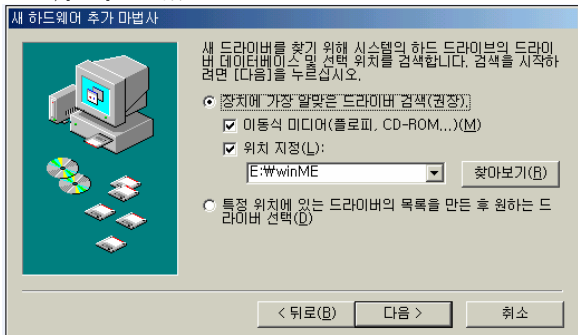 새 하드웨어 추가 마법사
새 드라이버를 찾기 위해 시스템의 하드 드라이브의 드라이
버 데이터베이스 및 선택 위치를 검색합니다. 검색을 시작하
려면 [다음]을 누르십시오.
장치에 가장 알맞은 드라이버 검색(권장).
이동식 미디어(플로피, CD-ROM...)(M)
위치 지정(L):
E:₩winME
찾아보기(R)
특정 위치에 있는 드라이버의 목록을 만든 후 원하는 드
라이버 선택(D)
< 뒤로(B)
다음 >
취소